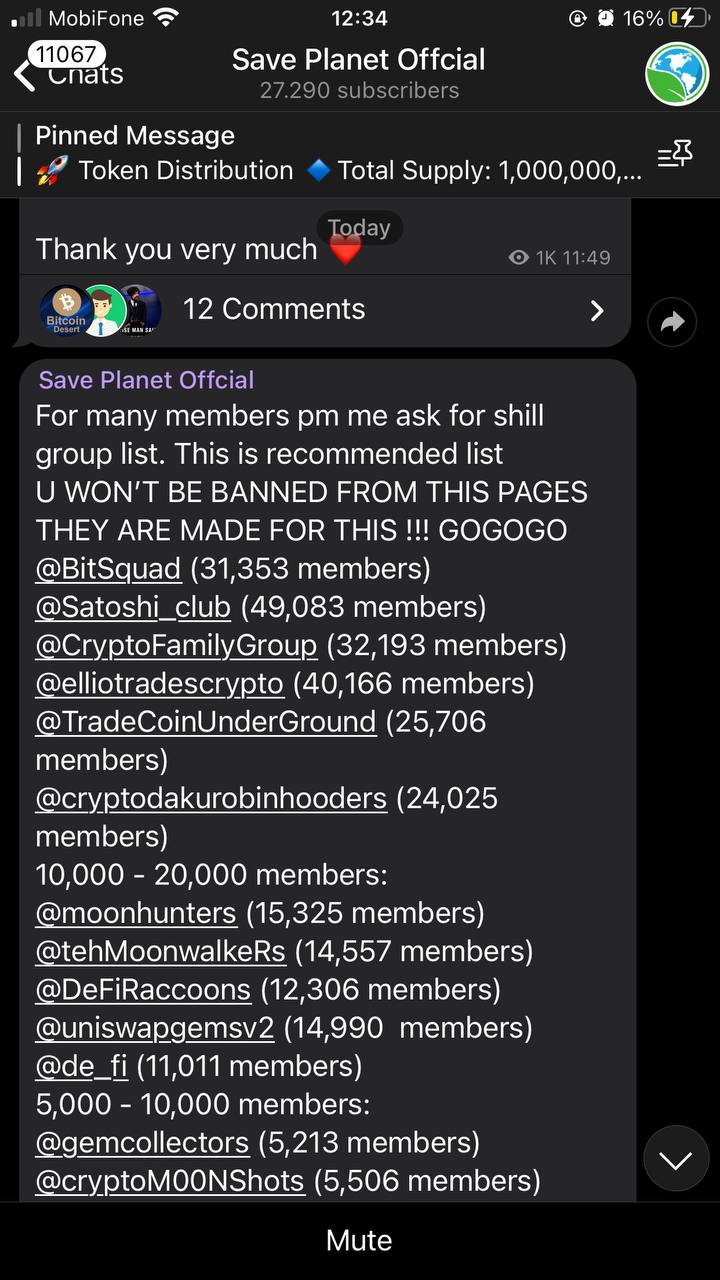 MobiFone
12:34
16%
11067
Chats
Save Planet Offcial
27.290 subscribers
Pinned Message
🚀 Token Distribution 🔷 Total Supply: 1,000,000,...
Today
Thank you very much ❤️
1K 11:49
Bitcoin
Desert
12 Comments
Save Planet Offcial
For many members pm me ask for shill
group list. This is recommended list
U WON’T BE BANNED FROM THIS PAGES
THEY ARE MADE FOR THIS !!! GOGOGO
@BitSquad (31,353 members)
@Satoshi_club (49,083 members)
@CryptoFamilyGroup (32,193 members)
@elliotradescrypto (40,166 members)
@TradeCoinUnderGround (25,706
members)
@cryptodakurobinhooders (24,025
members)
10,000 - 20,000 members:
@moonhunters (15,325 members)
@tehMoonwalkeRs (14,557 members)
@DeFiRaccoons (12,306 members)
@uniswapgemsv2 (14,990  members)
@de_fi (11,011 members)
5,000 - 10,000 members:
@gemcollectors (5,213 members)
@cryptoM00NShots (5,506 members)
Mute